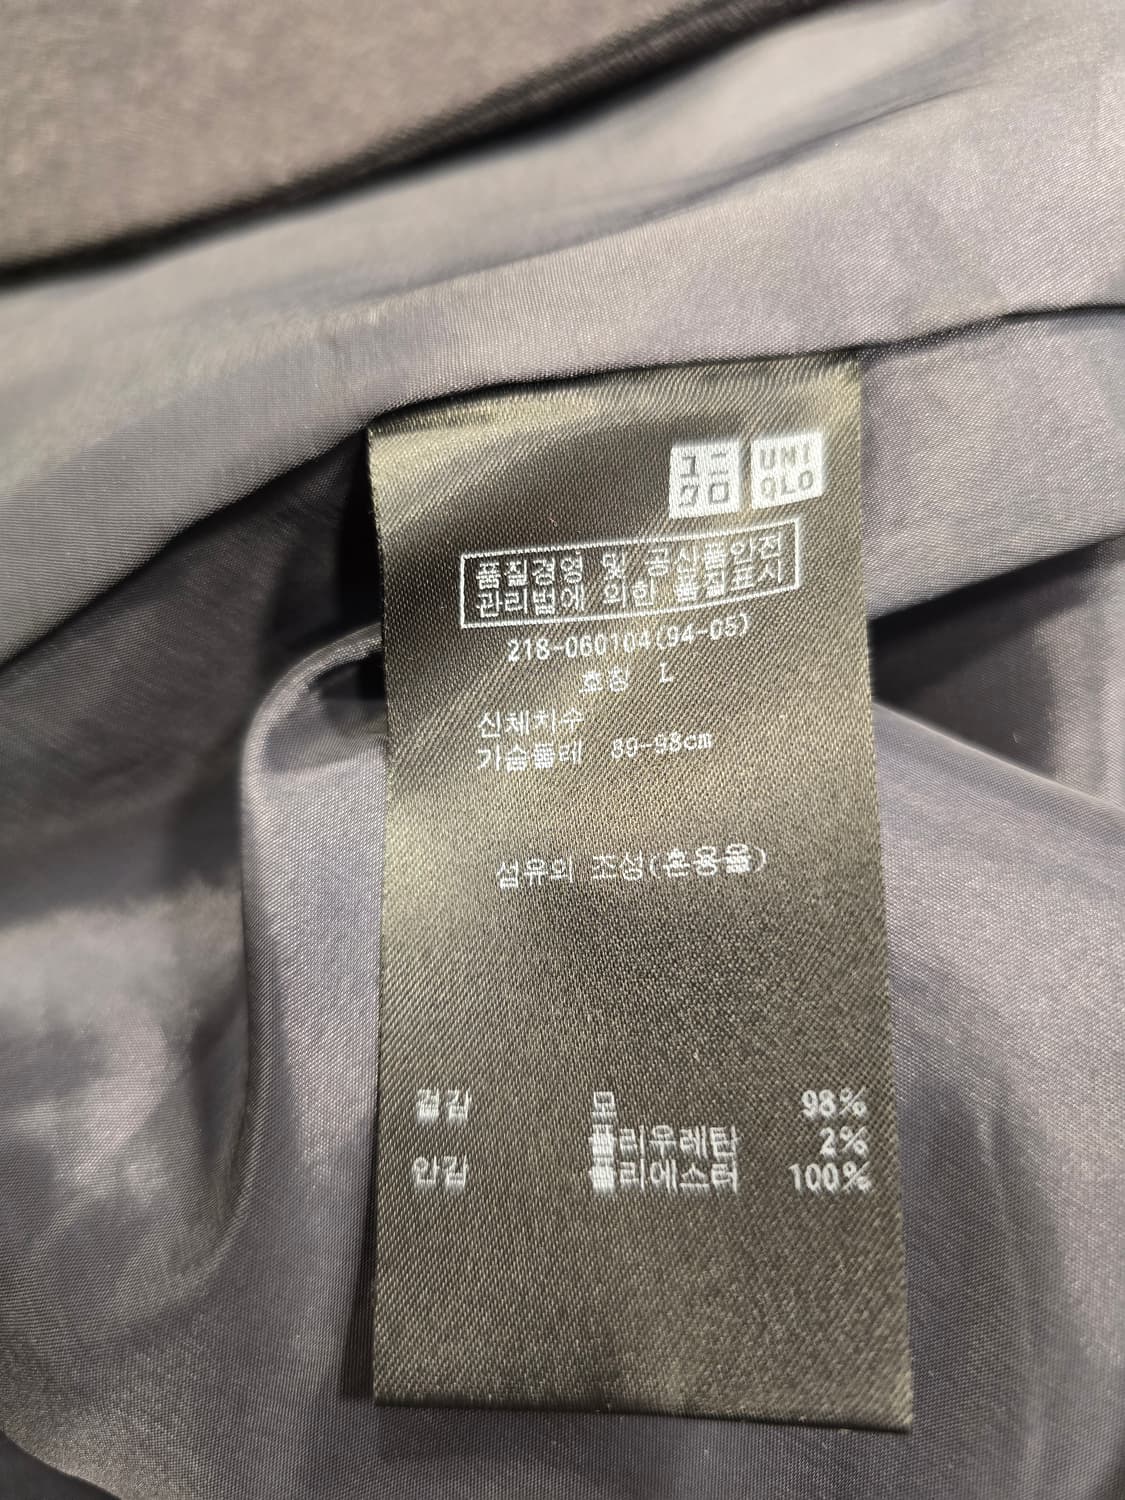 ユニ UNI
クロ QLO
품질경영 및 공산품안전
관리법에 의한 품질표시
218-060104(94-05)
호칭 L
신체치수
가슴둘레 89-98cm
섬유의 조성(혼용율)
겉감 모 98%
폴리우레탄 2%
안감 폴리에스터 100%